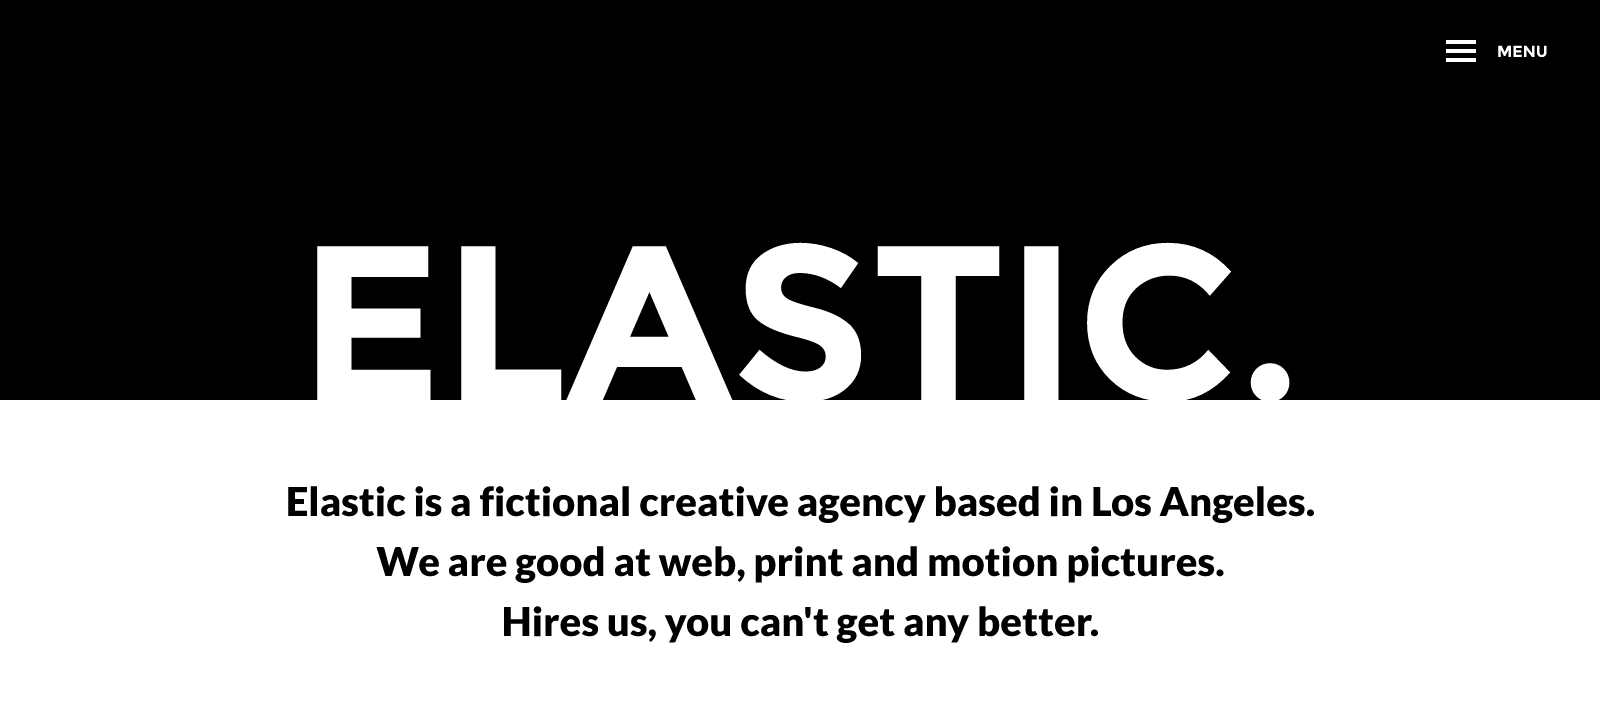 MENU
ELASTIC.
Elastic is a fictional creative agency based in Los Angeles.
We are good at web, print and motion pictures.
Hires us, you can't get any better.